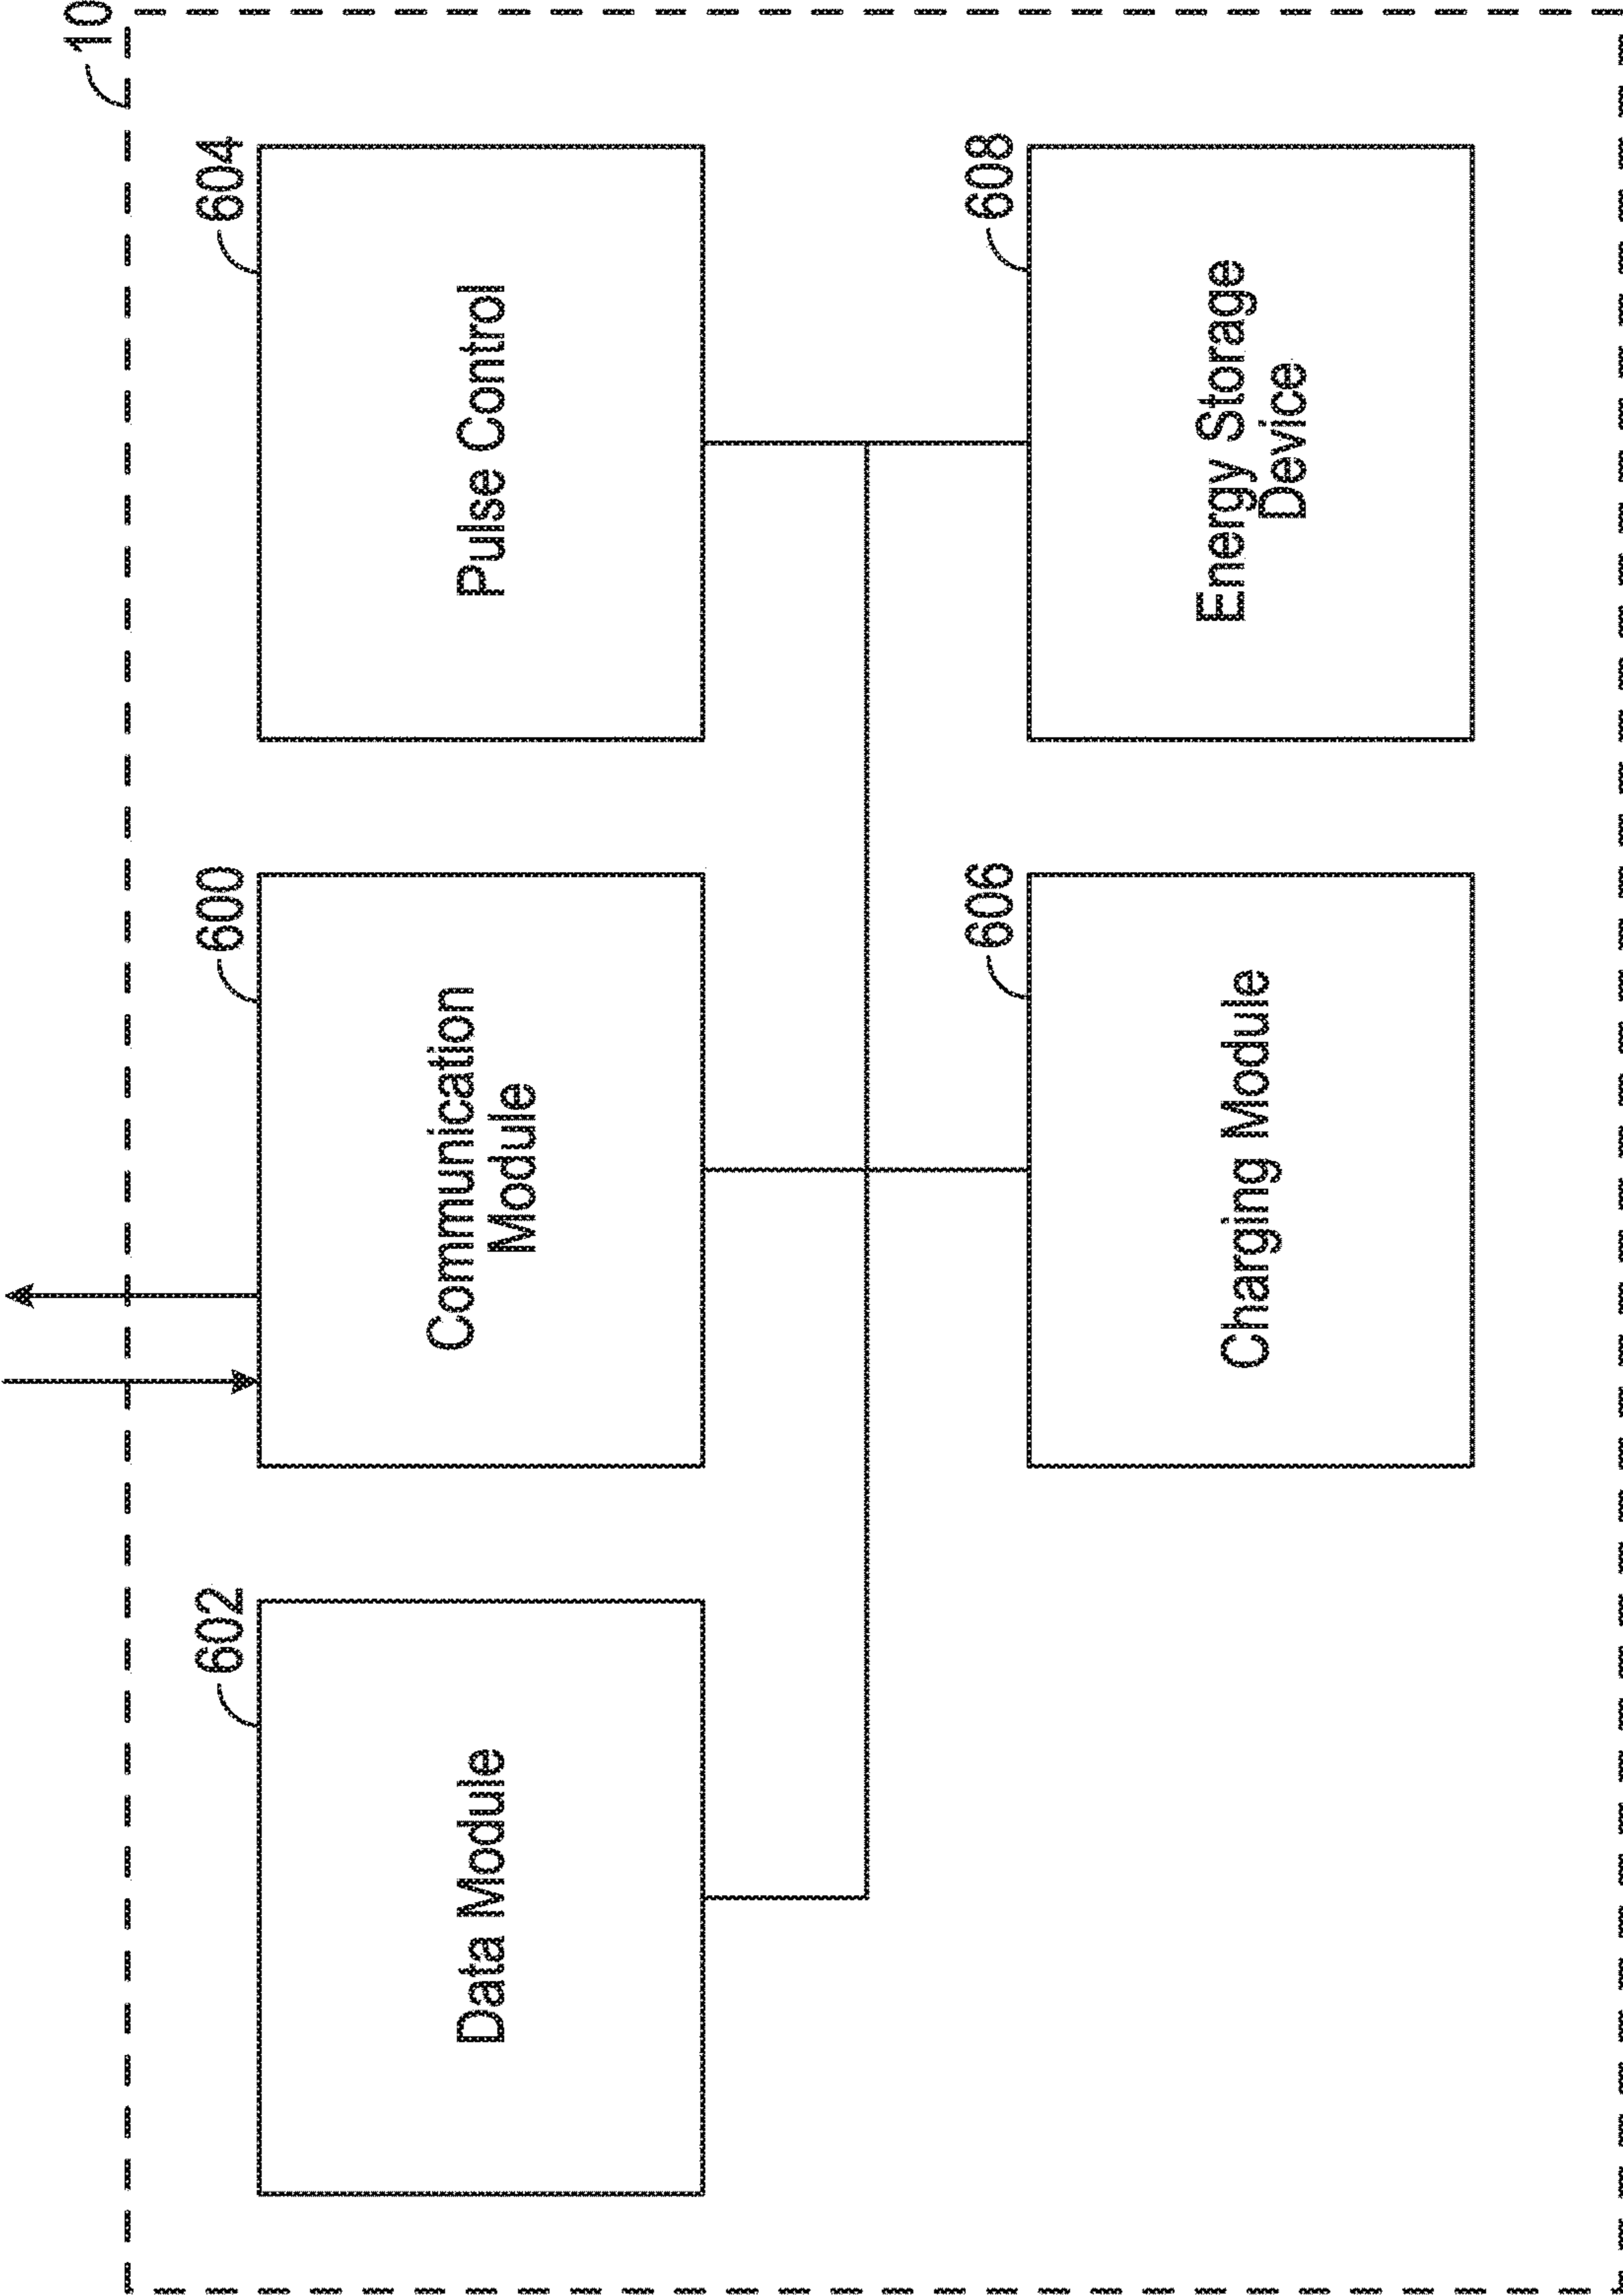 10
602
600
604
Data Module
Communication
Module
Pulse Control
606
608
Charging Module
Energy Storage
Device